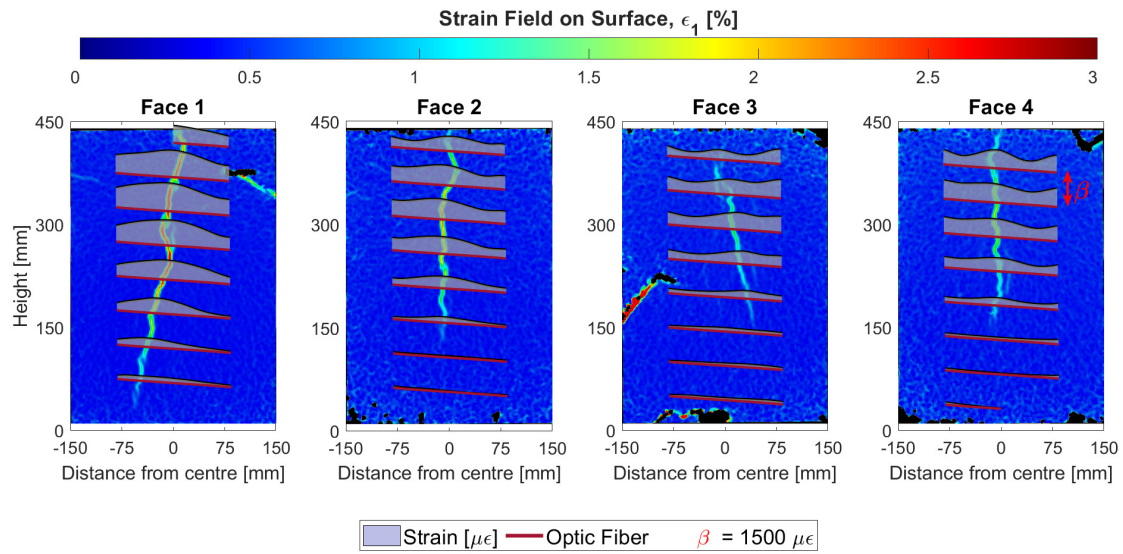 Strain Field on Surface, ϵ₁ [%]
0 0.5 1 1.5 2 2.5 3
Face 1 Face 2 Face 3 Face 4
Height [mm]
450
300
150
0
-150 -75 0 75 150
Distance from centre [mm]
450
300
150
0
-150 -75 0 75 150
Distance from centre [mm]
450
300
150
0
-150 -75 0 75 150
Distance from centre [mm]
450
300
150
0
β
-150 -75 0 75 150
Distance from centre [mm]
Strain [μϵ] Optic Fiber β = 1500 μϵ